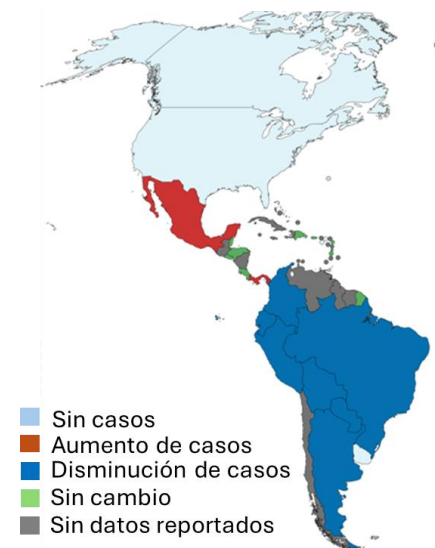 Sin casos
Aumento de casos
Disminución de casos
Sin cambio
Sin datos reportados